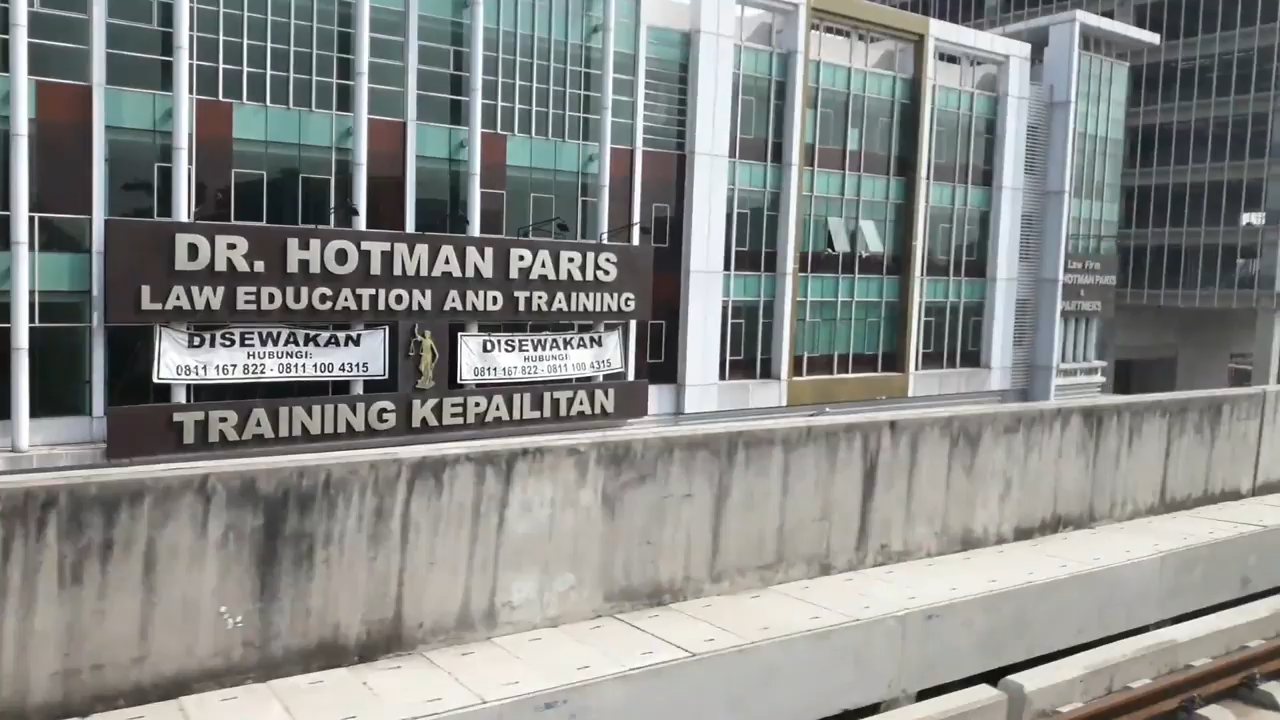 DR. HOTMAN PARIS
LAW EDUCATION AND TRAINING
DISEWAKAN
HUBUNGI:
0811 167 822 - 0811 100 4315
DISEWAKAN
HUBUNGI:
0811 167 822 - 0811 100 4315
TRAINING KEPAILITAN
Law Firm
HOTMAN PARIS
&
PARTNERS